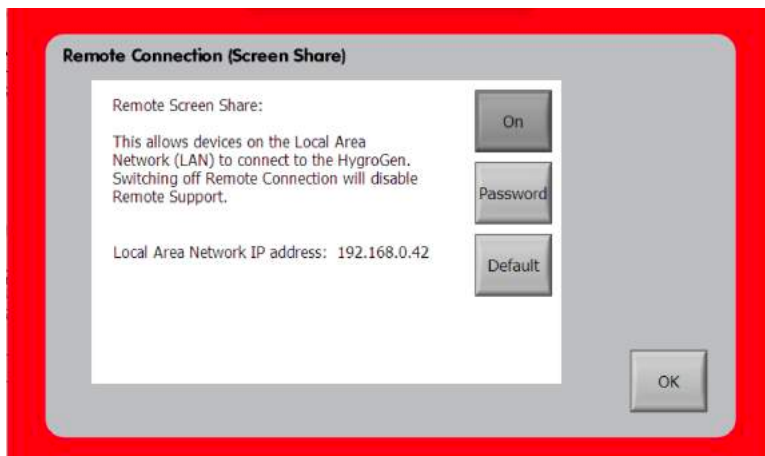 Remote Connection (Screen Share)
Remote Screen Share:
On
This allows devices on the Local Area
Network (LAN) to connect to the HygroGen.
Switching off Remote Connection will disable
Remote Support.
Password
Local Area Network IP address: 192.168.0.42
Default
OK